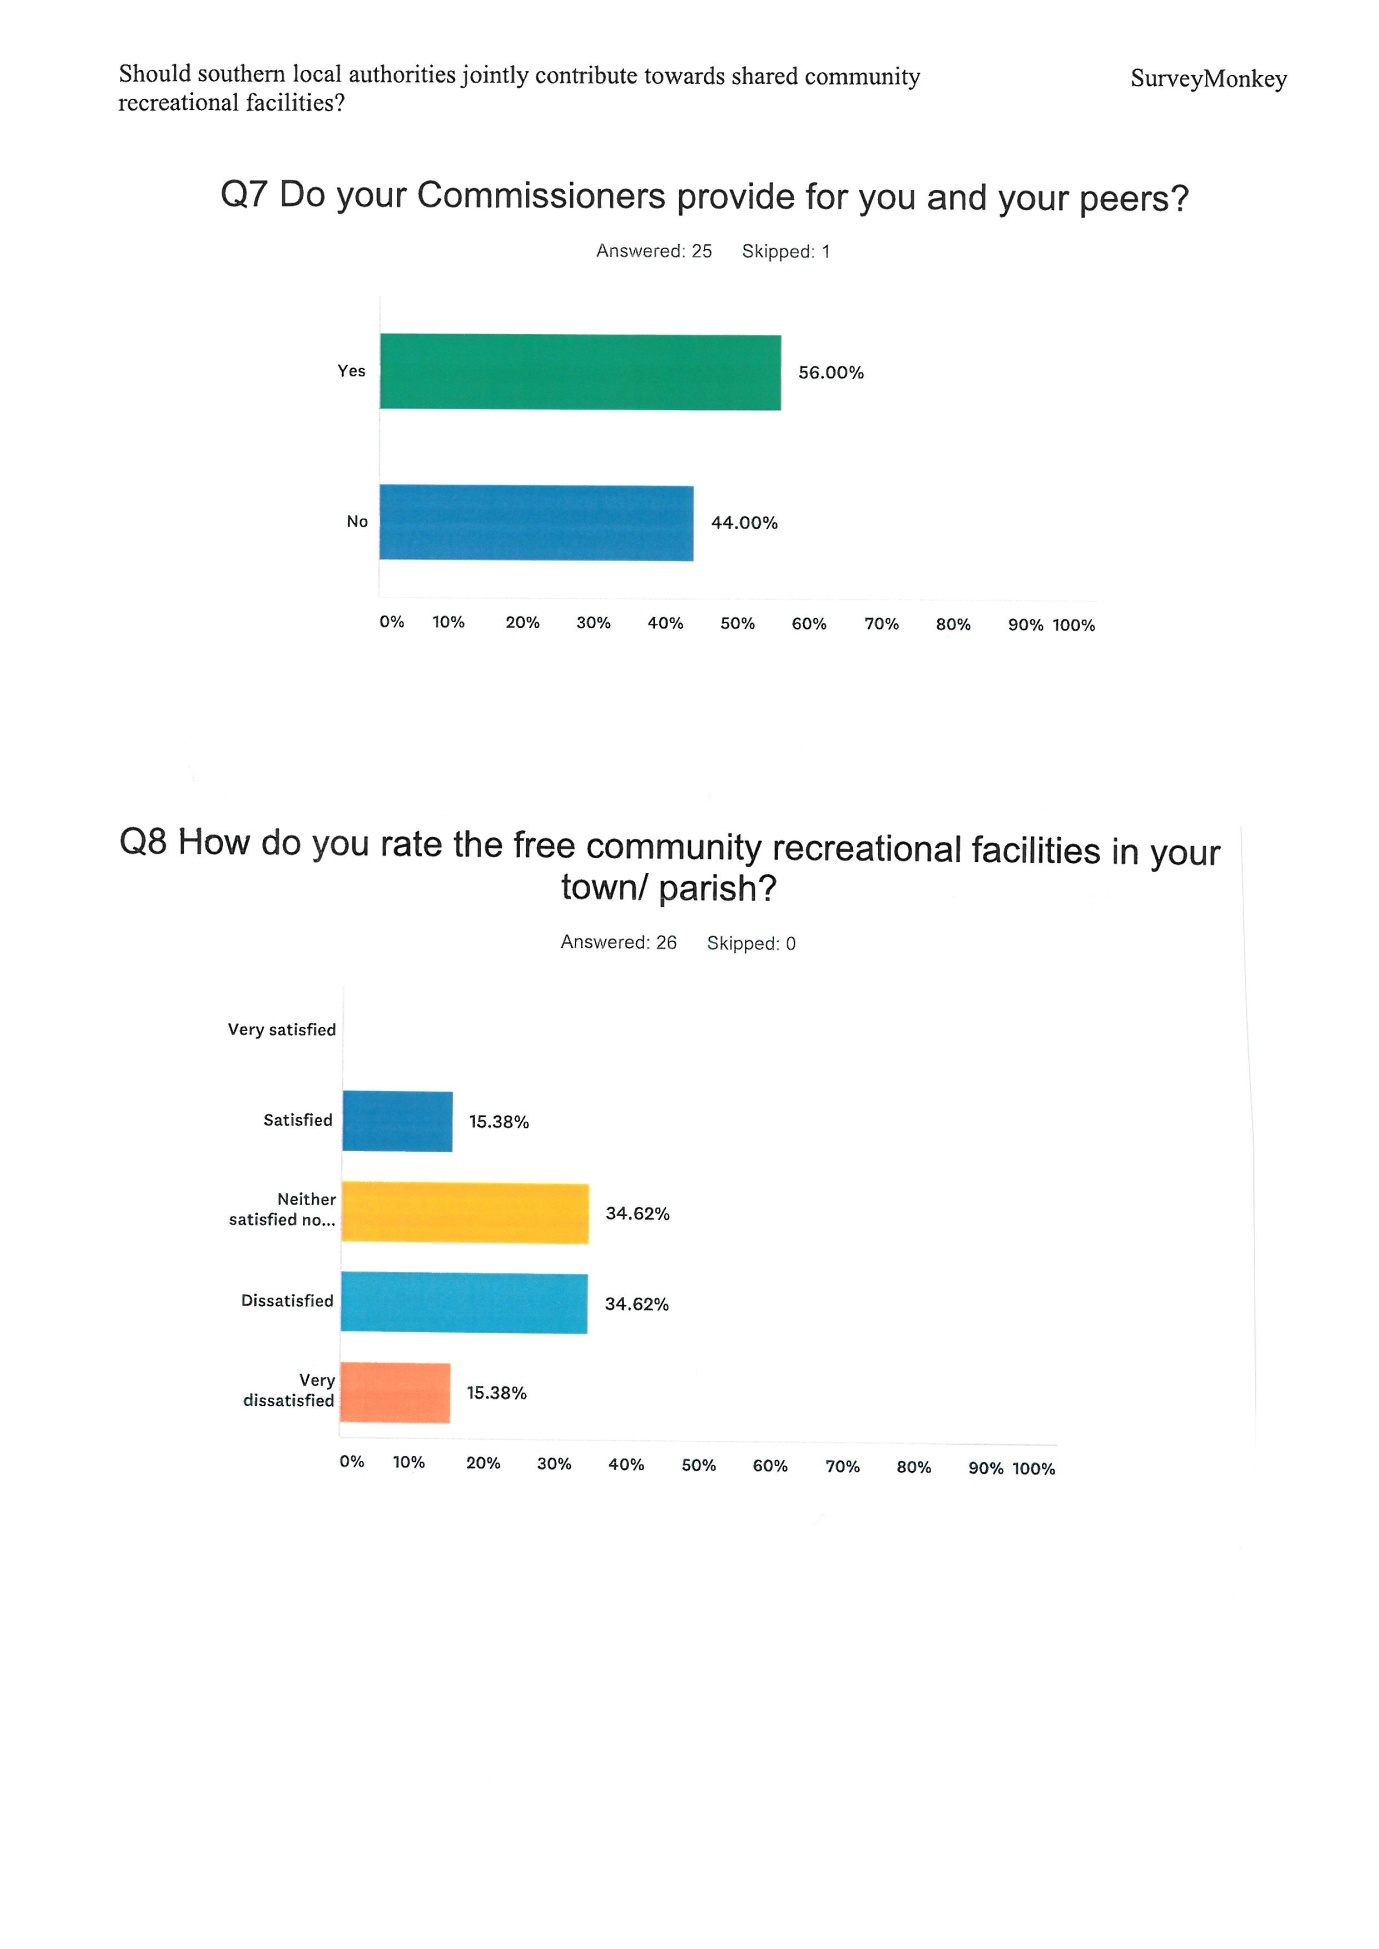 Should southern local authorities jointly contribute towards shared community
recreational facilities?
SurveyMonkey
Q7 Do your Commissioners provide for you and your peers?
Answered: 25 Skipped: 1
Yes
56.00%
No
44.00%
0% 10% 20% 30% 40% 50% 60% 70% 80% 90% 100%
Q8 How do you rate the free community recreational facilities in your
town/ parish?
Answered: 26 Skipped: 0
Very satisfied
Satisfied
15.38%
Neither
satisfied no...
34.62%
Dissatisfied
34.62%
Very
dissatisfied
15.38%
0% 10% 20% 30% 40% 50% 60% 70% 80% 90% 100%